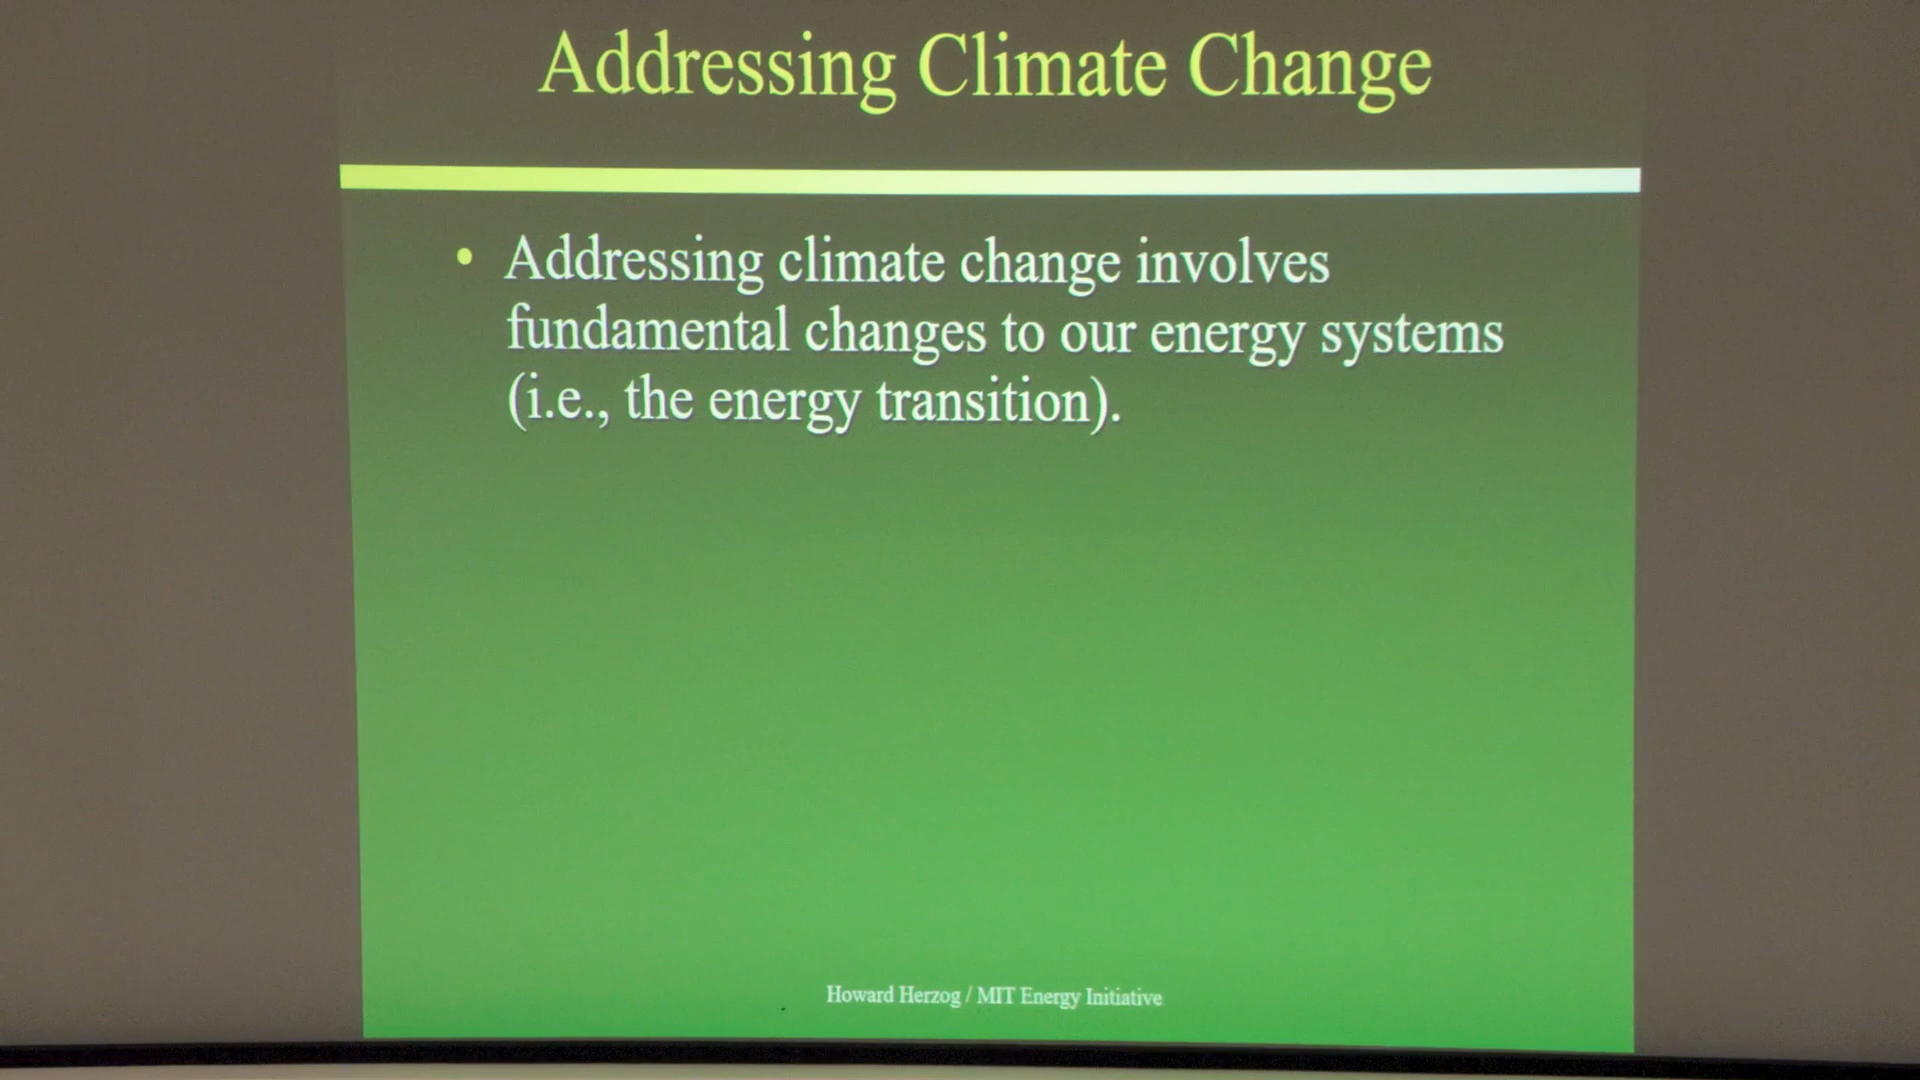 Addressing Climate Change
• Addressing climate change involves
fundamental changes to our energy systems
(i.e., the energy transition).
Howard Herzog / MIT Energy Initiative